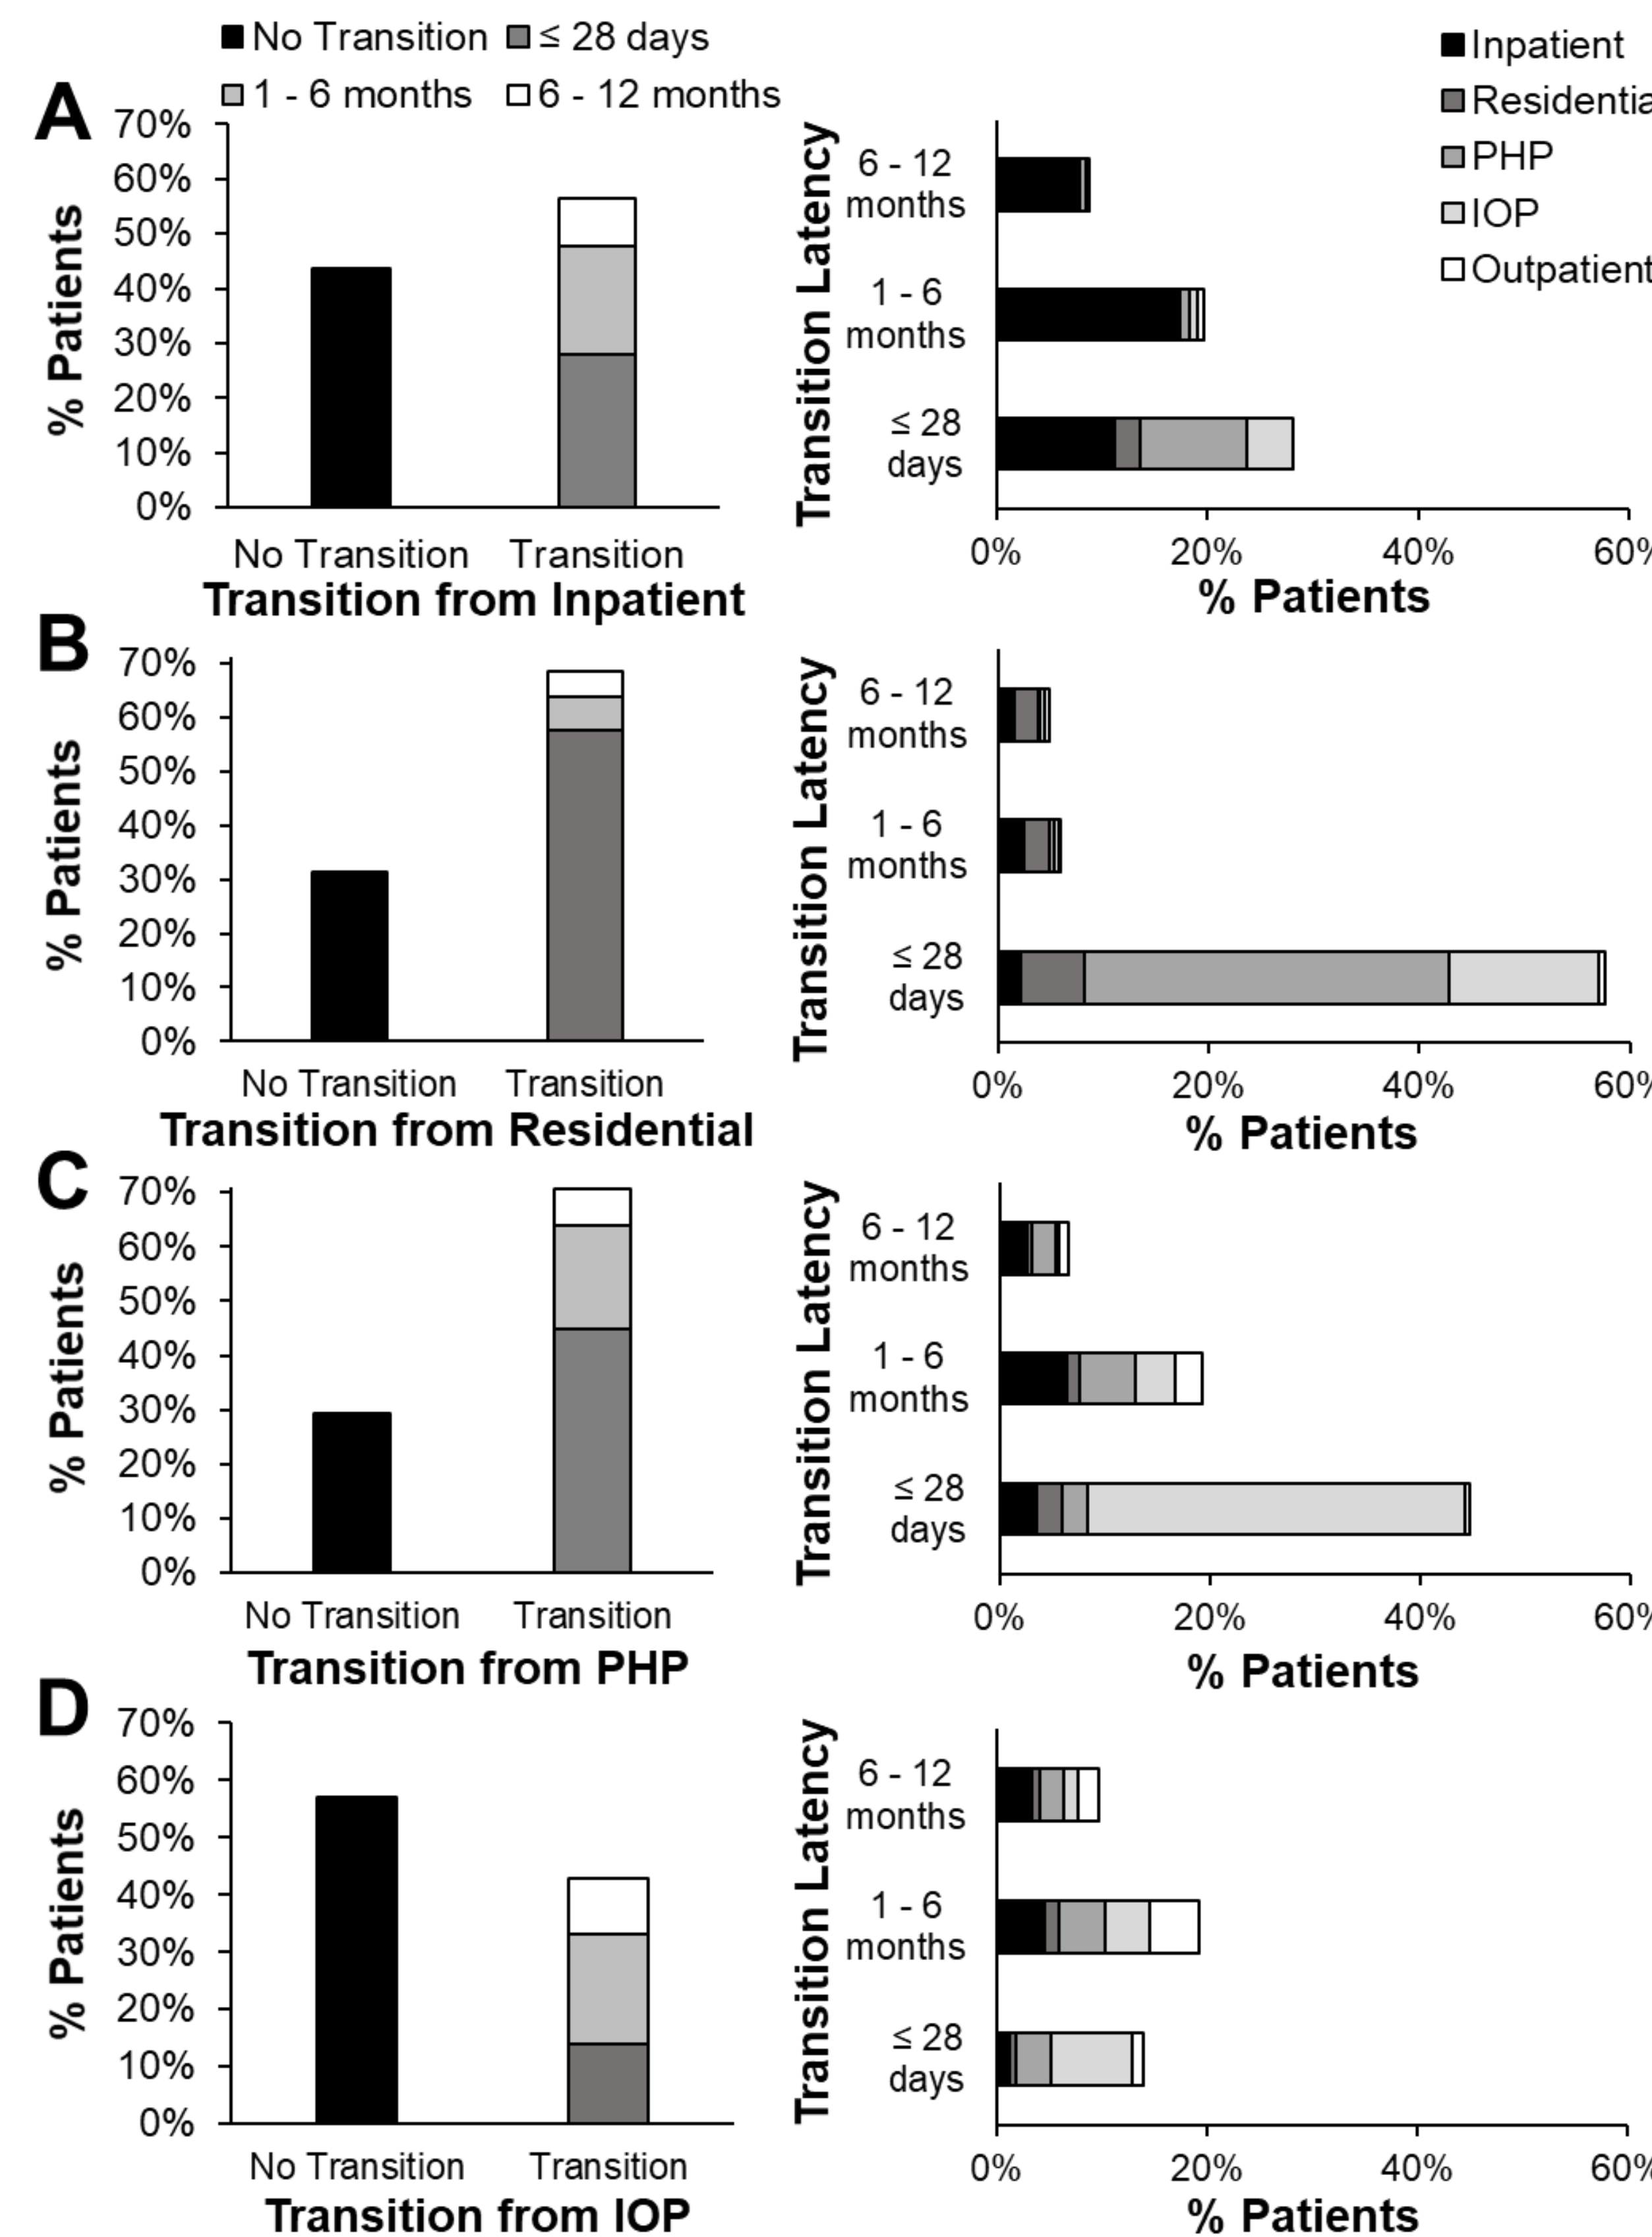 No Transition ≤ 28 days
1 - 6 months 6 - 12 months
Inpatient
Residentia
PHP
IOP
Outpatient
A
70%
60%
50%
40%
30%
20%
10%
0%
% Patients
No Transition Transition
Transition from Inpatient
Transition Latency
6 - 12
months
1 - 6
months
≤ 28
days
0% 20% 40% 60%
% Patients
B
70%
60%
50%
40%
30%
20%
10%
0%
% Patients
No Transition Transition
Transition from Residential
Transition Latency
6 - 12
months
1 - 6
months
≤ 28
days
0% 20% 40% 60%
% Patients
C
70%
60%
50%
40%
30%
20%
10%
0%
% Patients
No Transition Transition
Transition from PHP
Transition Latency
6 - 12
months
1 - 6
months
≤ 28
days
0% 20% 40% 60%
% Patients
D
70%
60%
50%
40%
30%
20%
10%
0%
% Patients
No Transition Transition
Transition from IOP
Transition Latency
6 - 12
months
1 - 6
months
≤ 28
days
0% 20% 40% 60%
% Patients